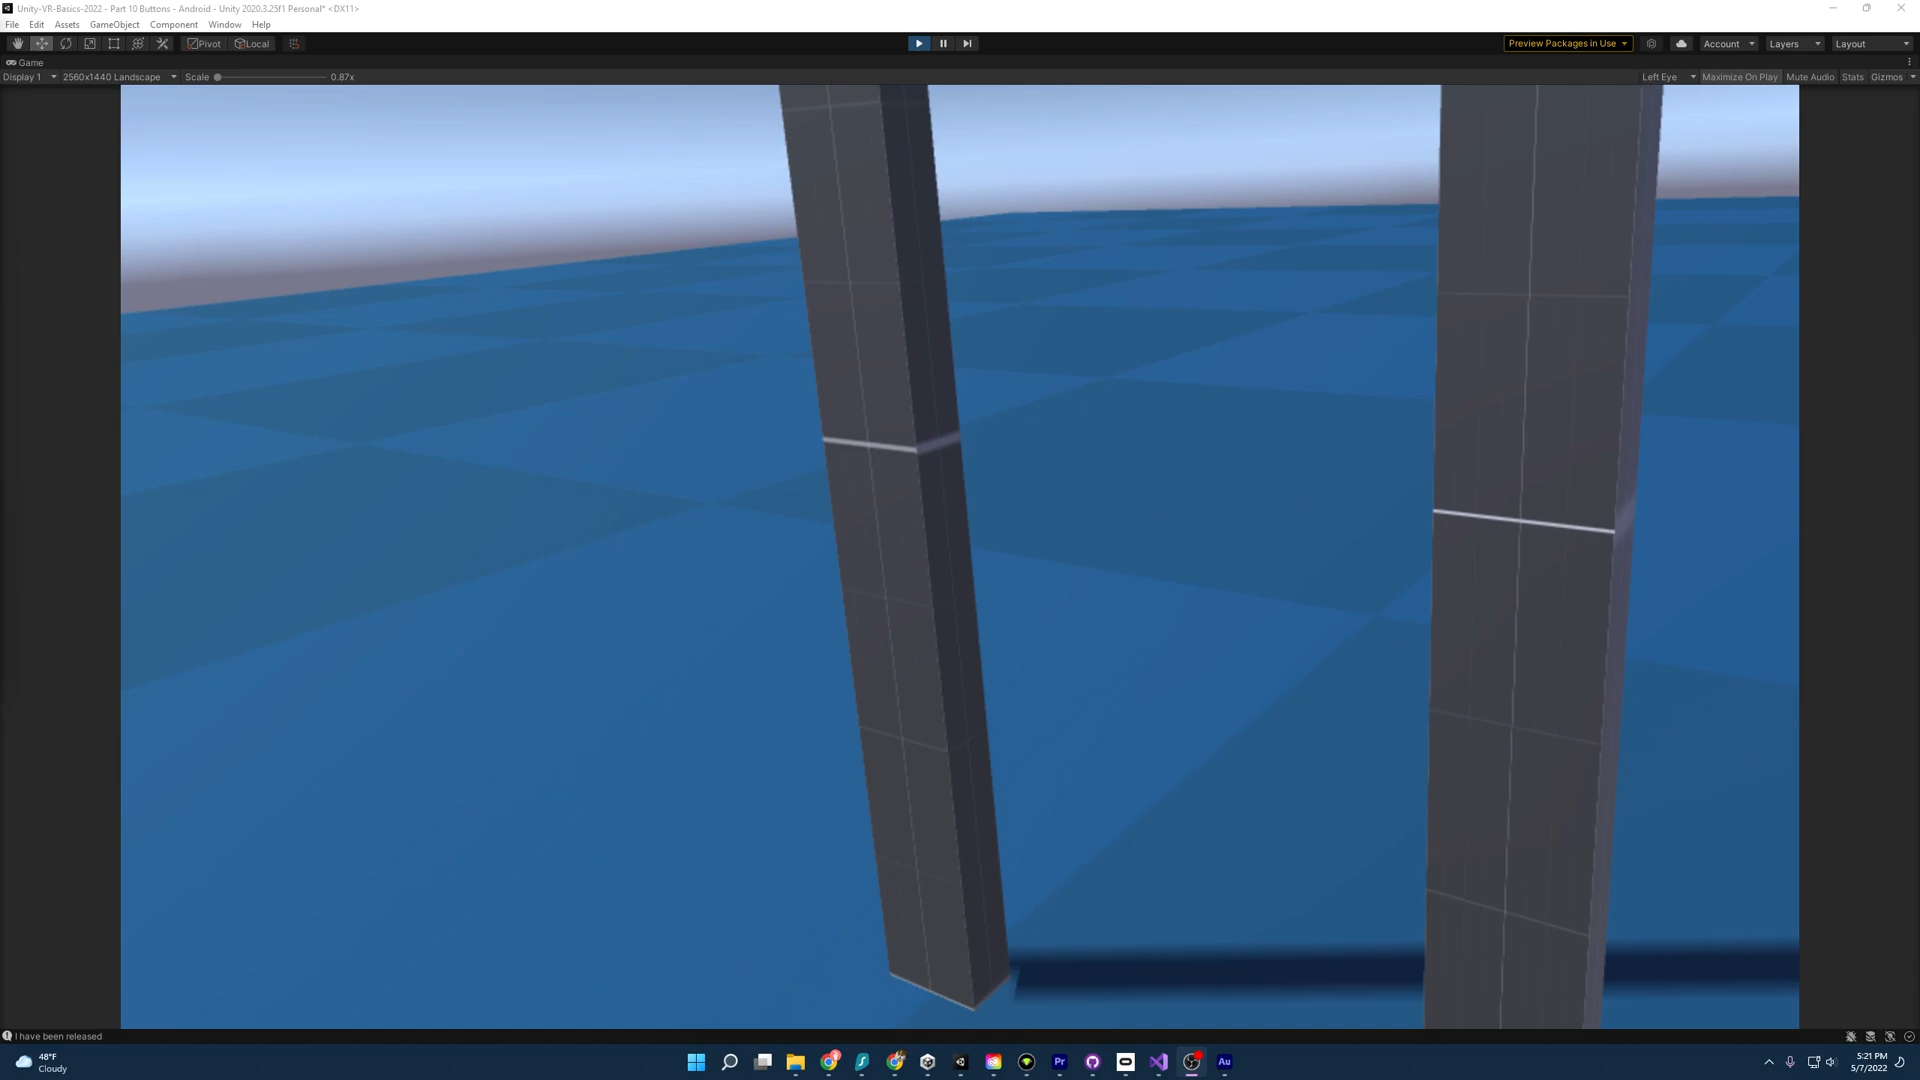 Unity-VR-Basics-2022 - Part 10 Buttons - Android - Unity 2020.3.25f1 Personal* <DX11>
File Edit Assets GameObject Component Window Help
Pivot Local Preview Packages in Use Account Layers Layout
Game
Display 1 2560x1440 Landscape Scale 0.87x Left Eye Maximize On Play Mute Audio Stats Gizmos
I have been released
48°F
Cloudy
Pr Au
5:21 PM
5/7/2022